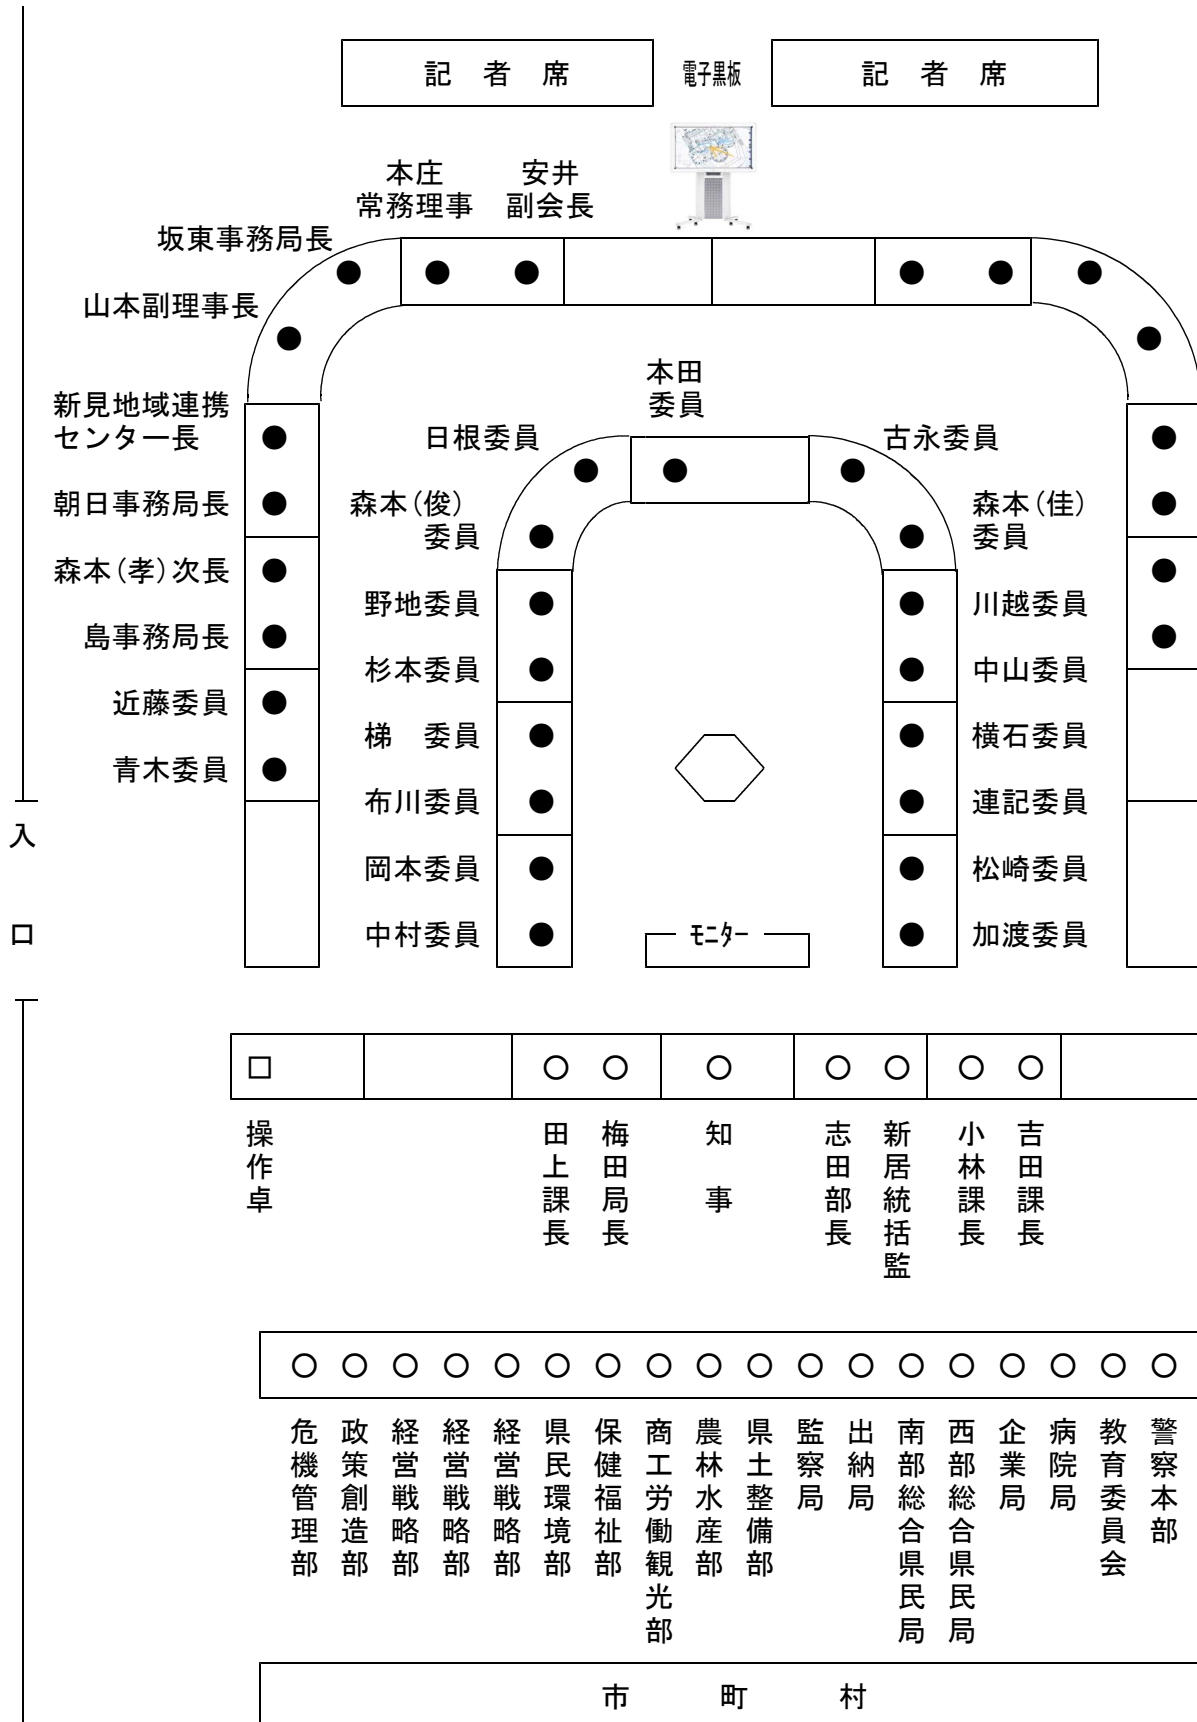 記 者 席
電子黒板
記 者 席
本庄
常務理事
安井
副会長
坂東事務局長
山本副理事長
新見地域連携
センター長
朝日事務局長
森本(孝)次長
島事務局長
近藤委員
青木委員
本田
委員
日根委員
古永委員
森本(俊)
委員
森本(佳)
委員
野地委員
川越委員
杉本委員
中山委員
梯 委員
横石委員
布川委員
連記委員
岡本委員
松崎委員
中村委員
加渡委員
モニター
入口
操作卓
田上課長
梅田局長
知事
志田部長
新居統括監
小林課長
吉田課長
危機管理部
政策創造部
経営戦略部
経営戦略部
経営戦略部
県民環境部
保健福祉部
商工労働観光部
農林水産部
県土整備部
監察局
出納局
南部総合県民局
西部総合県民局
企業局
病院局
教育委員会
警察本部
市 町 村